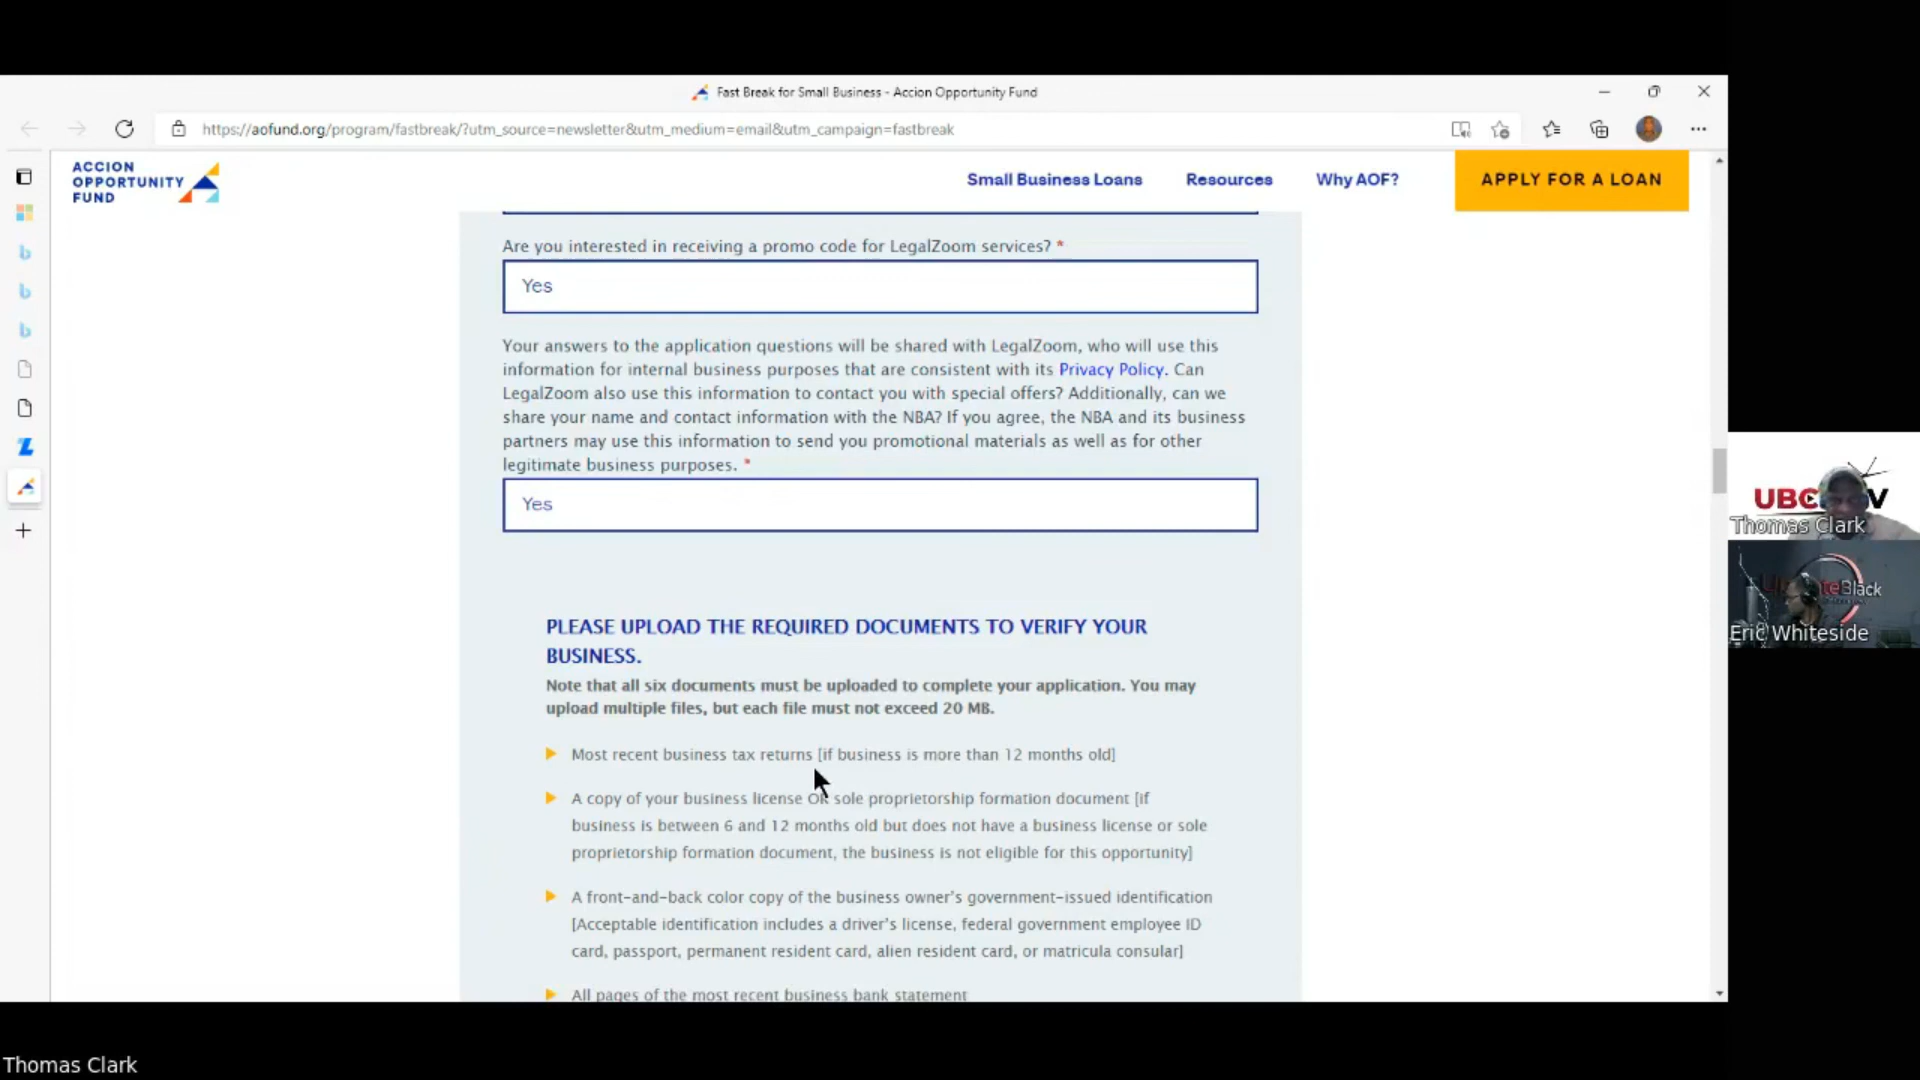 Fast Break for Small Business - Accion Opportunity Fund
https://aofund.org/program/fastbreak/?utm_source=newsletter&utm_medium=email&utm_campaign=fastbreak
ACCION
OPPORTUNITY
FUND
Small Business Loans
Resources
Why AOF?
APPLY FOR A LOAN
Are you interested in receiving a promo code for LegalZoom services? *
Yes
Your answers to the application questions will be shared with LegalZoom, who will use this
information for internal business purposes that are consistent with its Privacy Policy. Can
LegalZoom also use this information to contact you with special offers? Additionally, can we
share your name and contact information with the NBA? If you agree, the NBA and its business
partners may use this information to send you promotional materials as well as for other
legitimate business purposes. *
Yes
PLEASE UPLOAD THE REQUIRED DOCUMENTS TO VERIFY YOUR
BUSINESS.
Note that all six documents must be uploaded to complete your application. You may
upload multiple files, but each file must not exceed 20 MB.
Most recent business tax returns [if business is more than 12 months old]
A copy of your business license OR sole proprietorship formation document [if
business is between 6 and 12 months old but does not have a business license or sole
proprietorship formation document, the business is not eligible for this opportunity]
A front-and-back color copy of the business owner's government-issued identification
[Acceptable identification includes a driver's license, federal government employee ID
card, passport, permanent resident card, alien resident card, or matricula consular]
All pages of the most recent business bank statement
Thomas Clark
Black
Eric Whiteside
Thomas Clark